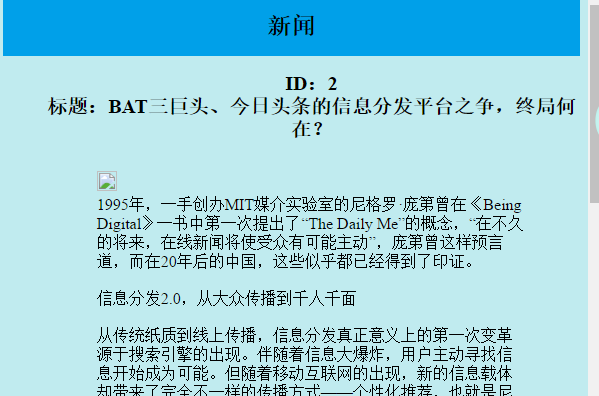 新闻
ID：2
标题：BAT三巨头、今日头条的信息分发平台之争，终局何
在？
1995年，一手创办MIT媒介实验室的尼格罗·庞第曾在《Being
Digital》一书中第一次提出了“The Daily Me”的概念，“在不久
的将来，在线新闻将使受众有可能主动”，庞第曾这样预言
道，而在20年后的中国，这些似乎都已经得到了印证。
信息分发2.0，从大众传播到千人千面
从传统纸质到线上传播，信息分发真正意义上的第一次变革
源于搜索引擎的出现。伴随着信息大爆炸，用户主动寻找信
息开始成为可能。但随着移动互联网的出现，新的信息载体
却带来了完全不一样的传播方式——个性化推荐，也就是尼